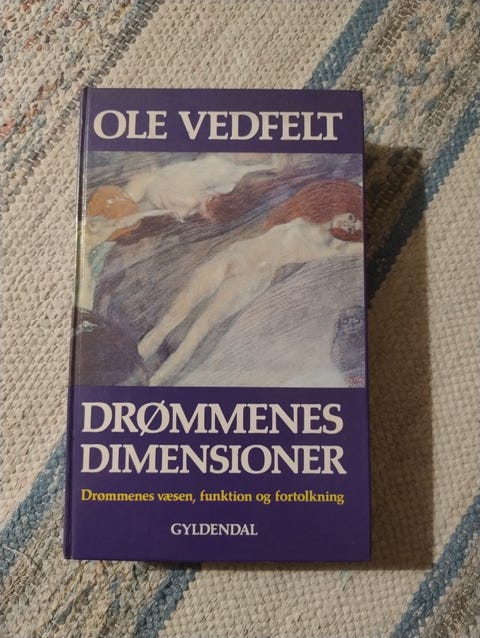 OLE VEDFELT
DRØMMENES
DIMENSIONER
Drømmenes væsen, funktion og fortolkning
GYLDENDAL